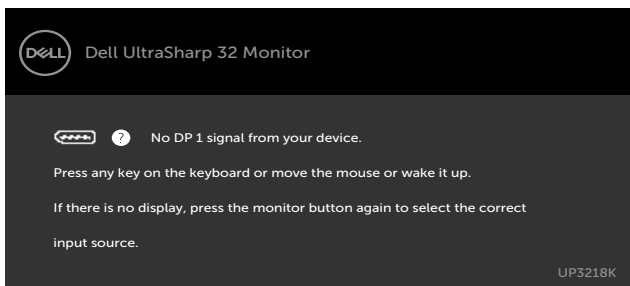 DELL Dell UltraSharp 32 Monitor
? No DP 1 signal from your device.
Press any key on the keyboard or move the mouse or wake it up.
If there is no display, press the monitor button again to select the correct
input source.
UP3218K